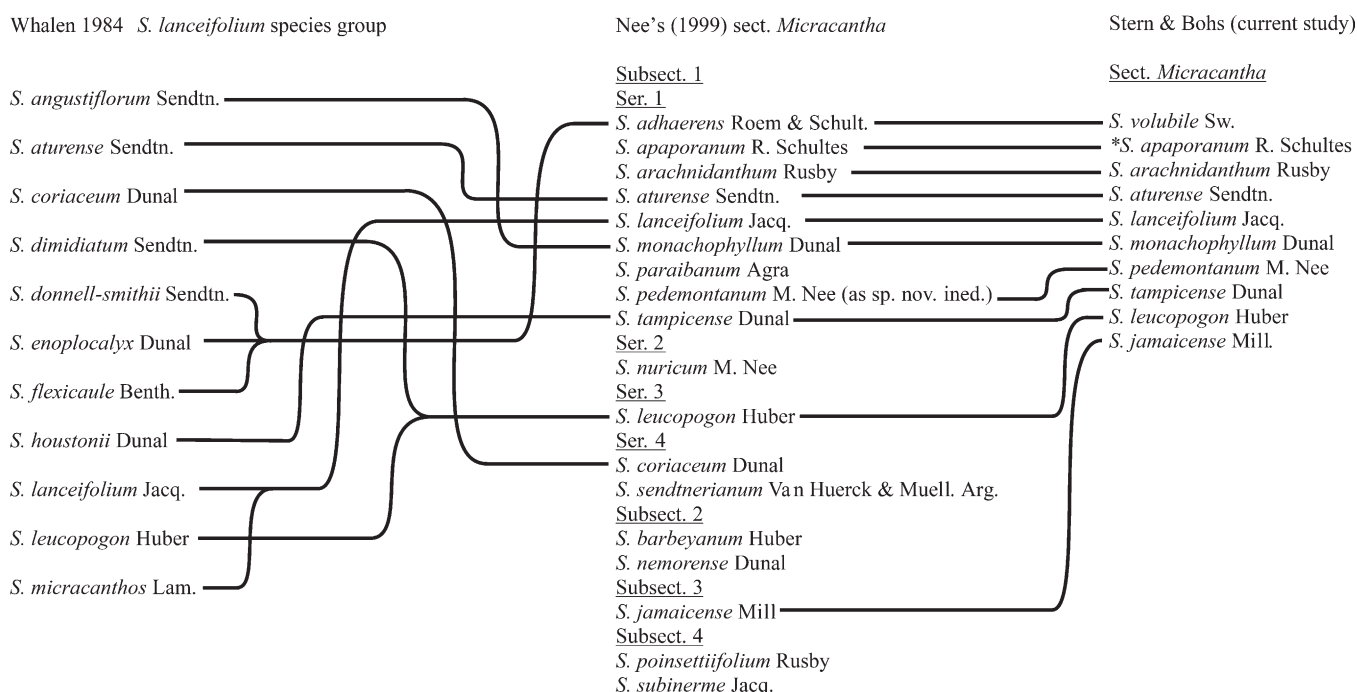 Whalen 1984 S. lanceifolium species group
S. angustiflorum Sendtn.
S. aturense Sendtn.
S. coriaceum Dunal
S. dimidiatum Sendtn.
S. donnell-smithii Sendtn.
S. enoplocalyx Dunal
S. flexicaule Benth.
S. houstonii Dunal
S. lanceifolium Jacq.
S. leucopogon Huber
S. micracanthos Lam.
Nee's (1999) sect. Micracantha
Subsect. 1
Ser. 1
S. adhaerens Roem & Schult.
S. apaporanum R. Schultes
S. arachnidanthum Rusby
S. aturense Sendtn.
S. lanceifolium Jacq.
S. monachophyllum Dunal
S. paraibanum Agra
S. pedemontanum M. Nee (as sp. nov. ined.)
S. tampicense Dunal
Ser. 2
S. nuricum M. Nee
Ser. 3
S. leucopogon Huber
Ser. 4
S. coriaceum Dunal
S. sendtnerianum Van Huerck & Muell. Arg.
Subsect. 2
S. barbeyanum Huber
S. nemorense Dunal
Subsect. 3
S. jamaicense Mill
Subsect. 4
S. poinsettiifolium Rusby
S. subinerme Jacq.
Stern & Bohs (current study)
Sect. Micracantha
S. volubile Sw.
*S. apaporanum R. Schultes
S. arachnidanthum Rusby
S. aturense Sendtn.
S. lanceifolium Jacq.
S. monachophyllum Dunal
S. pedemontanum M. Nee
S. tampicense Dunal
S. leucopogon Huber
S. jamaicense Mill.